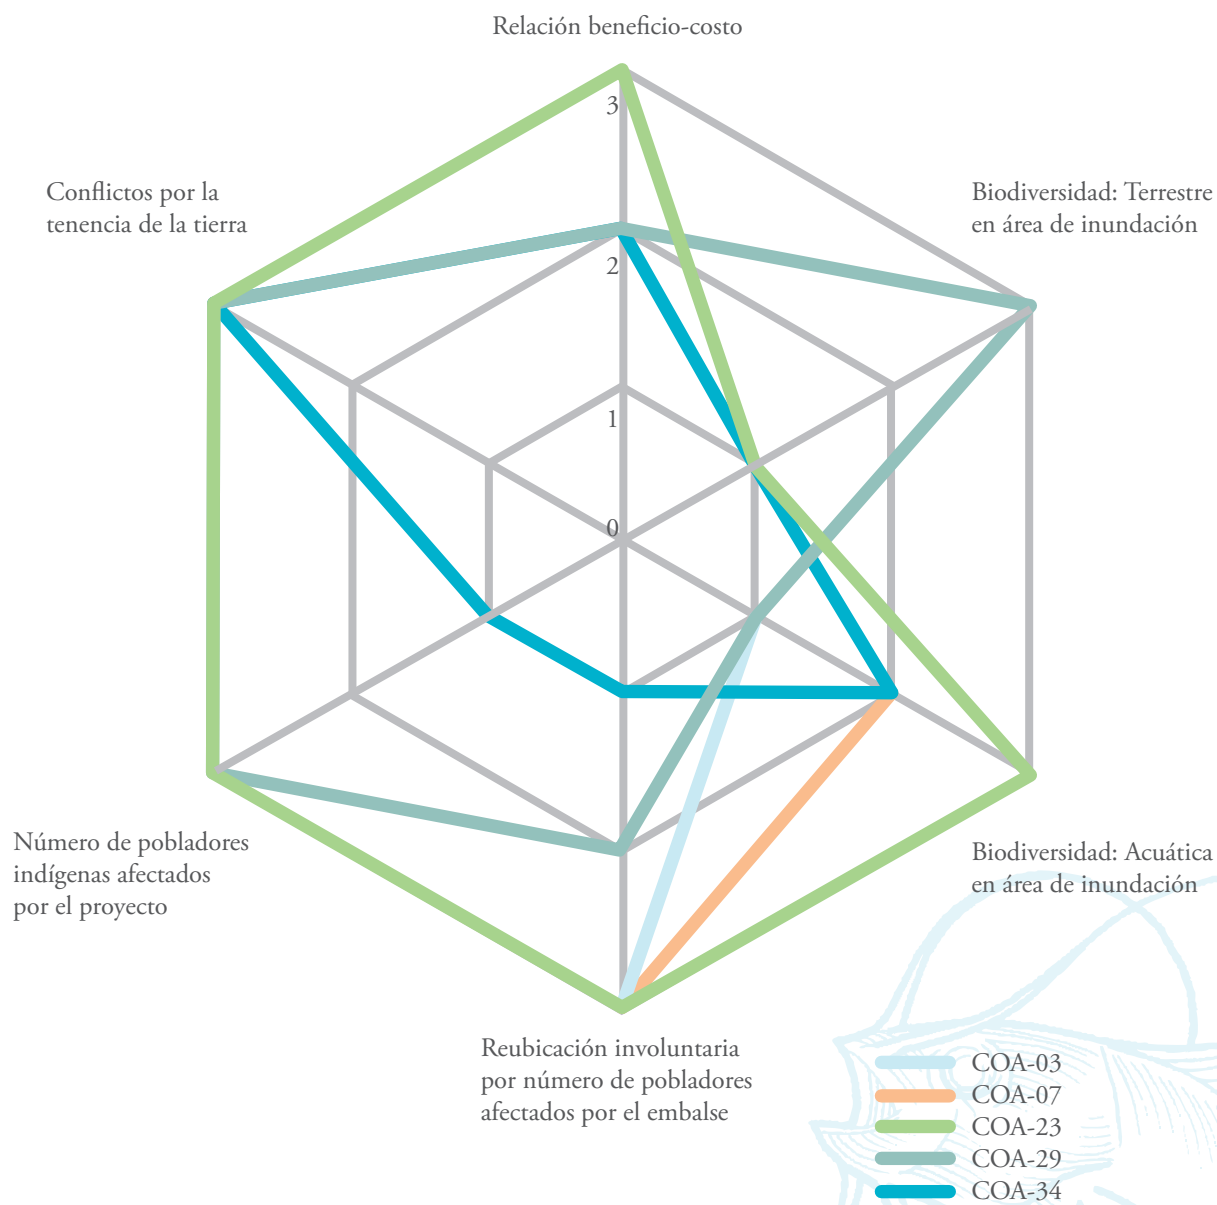 Relación beneficio-costo
3
Conflictos por la
tenencia de la tierra
Biodiversidad: Terrestre
en área de inundación
2
1
0
Número de pobladores
indígenas afectados
por el proyecto
Biodiversidad: Acuática
en área de inundación
Reubicación involuntaria
por número de pobladores
afectados por el embalse
COA-03
COA-07
COA-23
COA-29
COA-34